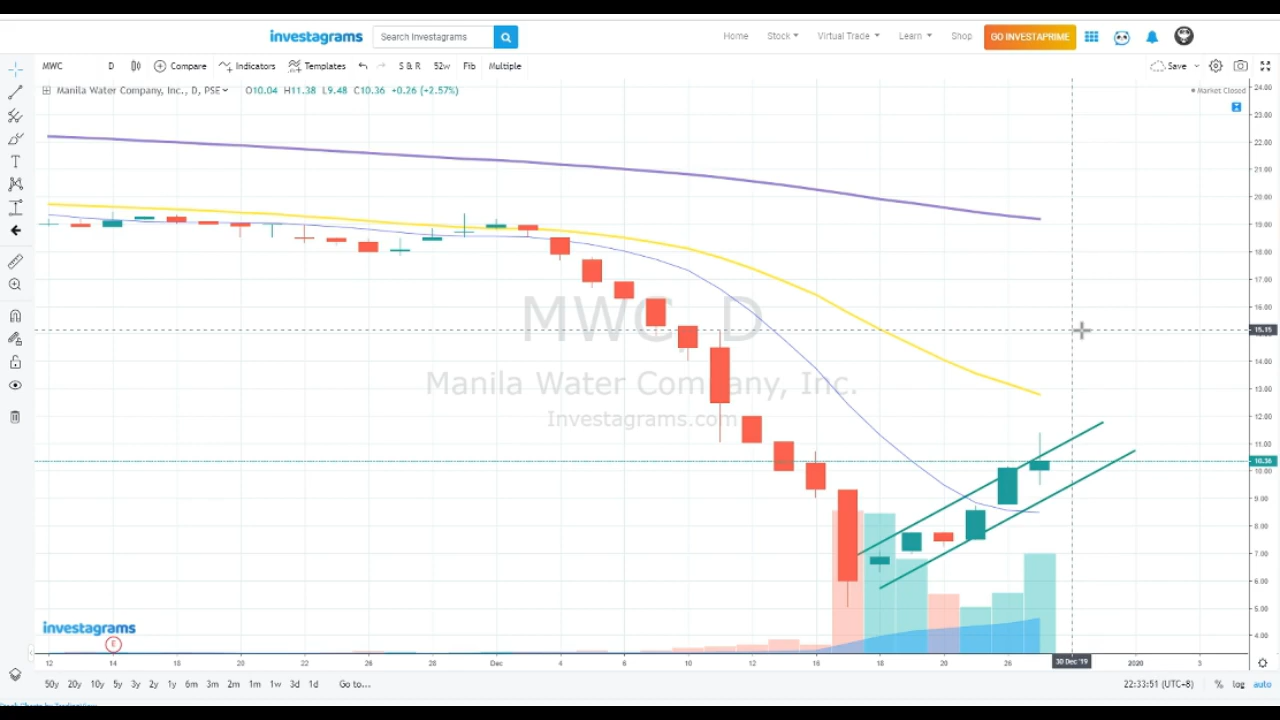 investagrams
Search Investagrams
Home Stock Virtual Trade Learn Shop GO INVESTAPRIME
MWC D Compare Indicators Templates S & R 52w Fib Multiple Save
Manila Water Company, Inc., D, PSE O10.04 H11.38 L9.48 C10.36 +0.26 (+2.57%)
Market Closed
24.00
23.00
22.00
21.00
20.00
19.00
18.00
17.00
16.00
15.15
14.00
13.00
12.00
11.00
10.36
10.00
9.00
8.00
7.00
6.00
5.00
4.00
MWC, D
Manila Water Company, Inc.
Investagrams.com
investagrams
E
12 14 18 20 22 26 28 Dec 4 6 10 12 16 18 20 26 30 Dec '19 2020 3
50y 20y 10y 5y 3y 2y 1y 6m 3m 2m 1m 1w 3d 1d Go to... 22:33:51 (UTC+8) % log auto